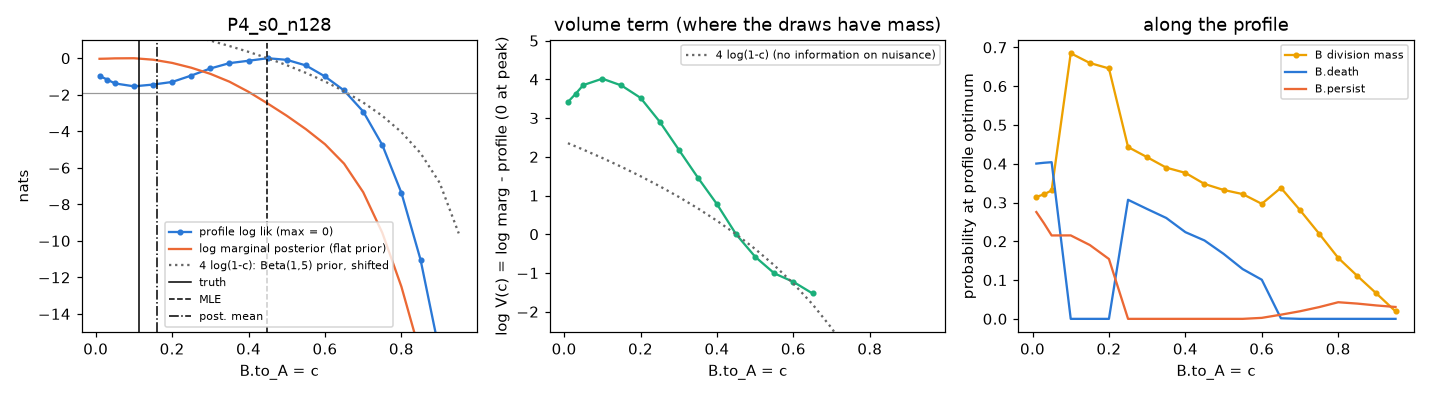 P4_s0_n128
nats
0
−2
−4
−6
−8
−10
−12
−14
profile log lik (max = 0)
log marginal posterior (flat prior)
4 log(1-c): Beta(1,5) prior, shifted
truth
MLE
post. mean
0.0 0.2 0.4 0.6 0.8
B.to_A = c
volume term (where the draws have mass)
log V(c) = log marg - profile (0 at peak)
5
4
3
2
1
0
−1
−2
4 log(1-c) (no information on nuisance)
0.0 0.2 0.4 0.6 0.8
B.to_A = c
along the profile
probability at profile optimum
0.7
0.6
0.5
0.4
0.3
0.2
0.1
0.0
B division mass
B.death
B.persist
0.0 0.2 0.4 0.6 0.8
B.to_A = c